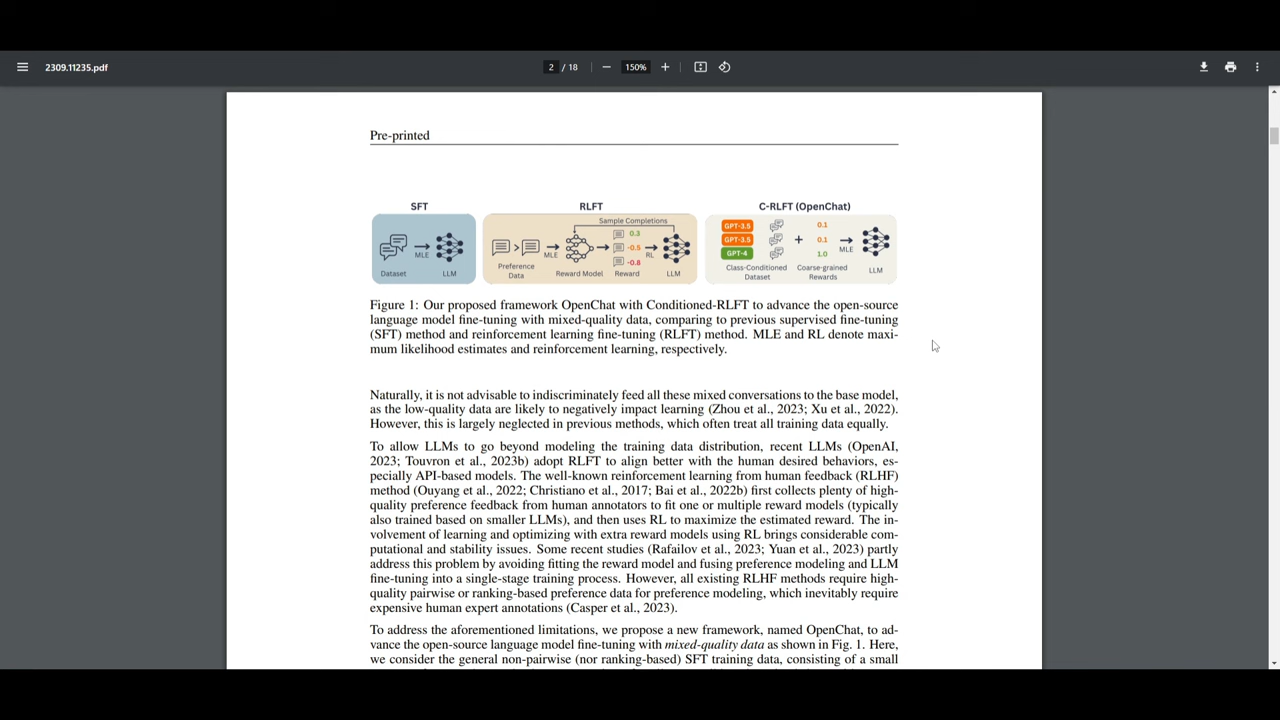 2309.11235.pdf
2 / 18
150%
Pre-printed
SFT
RLFT
C-RLFT (OpenChat)
MLE
Dataset
LLM
Sample Completions
0.3
-0.5
-0.8
MLE
RL
Preference
Data
Reward Model
Reward
LLM
GPT-3.5
GPT-3.5
GPT-4
+
0.1
0.1
1.0
MLE
Class-Conditioned
Dataset
Coarse-grained
Rewards
LLM
Figure 1: Our proposed framework OpenChat with Conditioned-RLFT to advance the open-source
language model fine-tuning with mixed-quality data, comparing to previous supervised fine-tuning
(SFT) method and reinforcement learning fine-tuning (RLFT) method. MLE and RL denote maxi-
mum likelihood estimates and reinforcement learning, respectively.
Naturally, it is not advisable to indiscriminately feed all these mixed conversations to the base model,
as the low-quality data are likely to negatively impact learning (Zhou et al., 2023; Xu et al., 2022).
However, this is largely neglected in previous methods, which often treat all training data equally.
To allow LLMs to go beyond modeling the training data distribution, recent LLMs (OpenAI,
2023; Touvron et al., 2023b) adopt RLFT to align better with the human desired behaviors, es-
pecially API-based models. The well-known reinforcement learning from human feedback (RLHF)
method (Ouyang et al., 2022; Christiano et al., 2017; Bai et al., 2022b) first collects plenty of high-
quality preference feedback from human annotators to fit one or multiple reward models (typically
also trained based on smaller LLMs), and then uses RL to maximize the estimated reward. The in-
volvement of learning and optimizing with extra reward models using RL brings considerable com-
putational and stability issues. Some recent studies (Rafailov et al., 2023; Yuan et al., 2023) partly
address this problem by avoiding fitting the reward model and fusing preference modeling and LLM
fine-tuning into a single-stage training process. However, all existing RLHF methods require high-
quality pairwise or ranking-based preference data for preference modeling, which inevitably require
expensive human expert annotations (Casper et al., 2023).
To address the aforementioned limitations, we propose a new framework, named OpenChat, to ad-
vance the open-source language model fine-tuning with mixed-quality data as shown in Fig. 1. Here,
we consider the general non-pairwise (nor ranking-based) SFT training data, consisting of a small